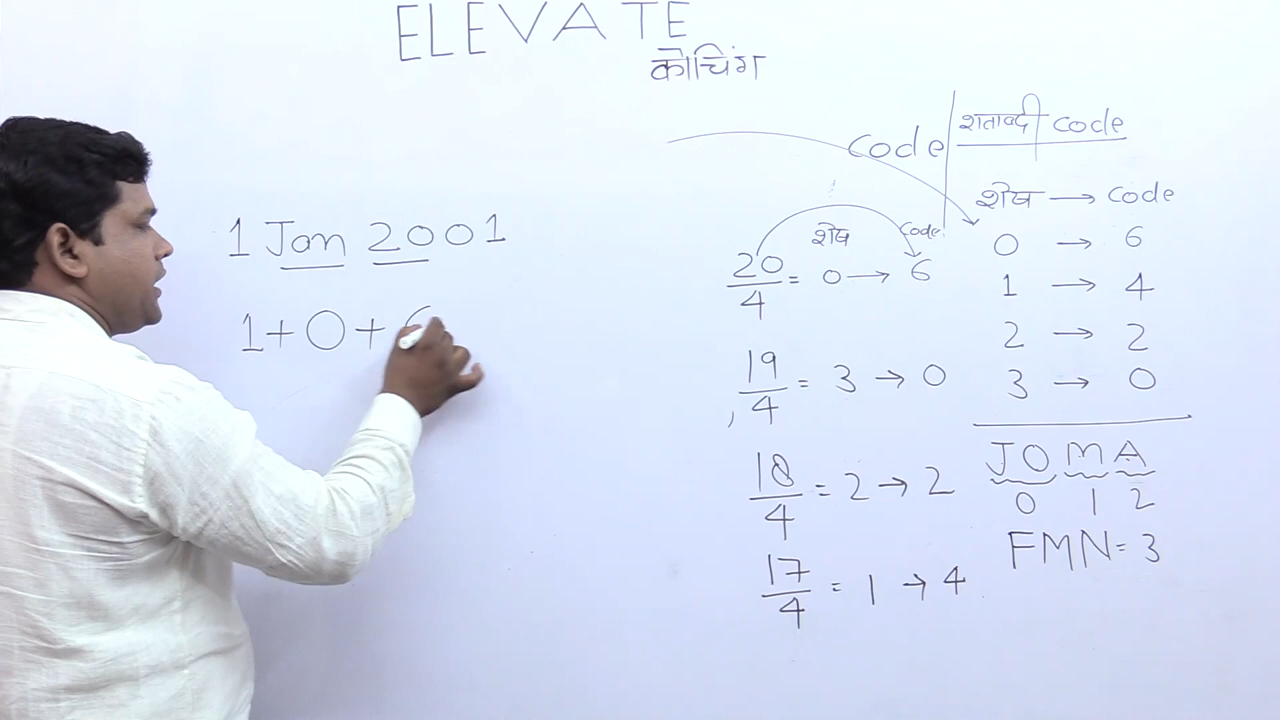 ELEVATE
कोचिंग
शताब्दी code
code
शेष → code
0 → 6
1 → 4
2 → 2
3 → 0
1 Jan 2001
1+0+6
शेष code
20/4 = 0 → 6
19/4 = 3 → 0
18/4 = 2 → 2
17/4 = 1 → 4
JO MA
0 1 2
FMN = 3